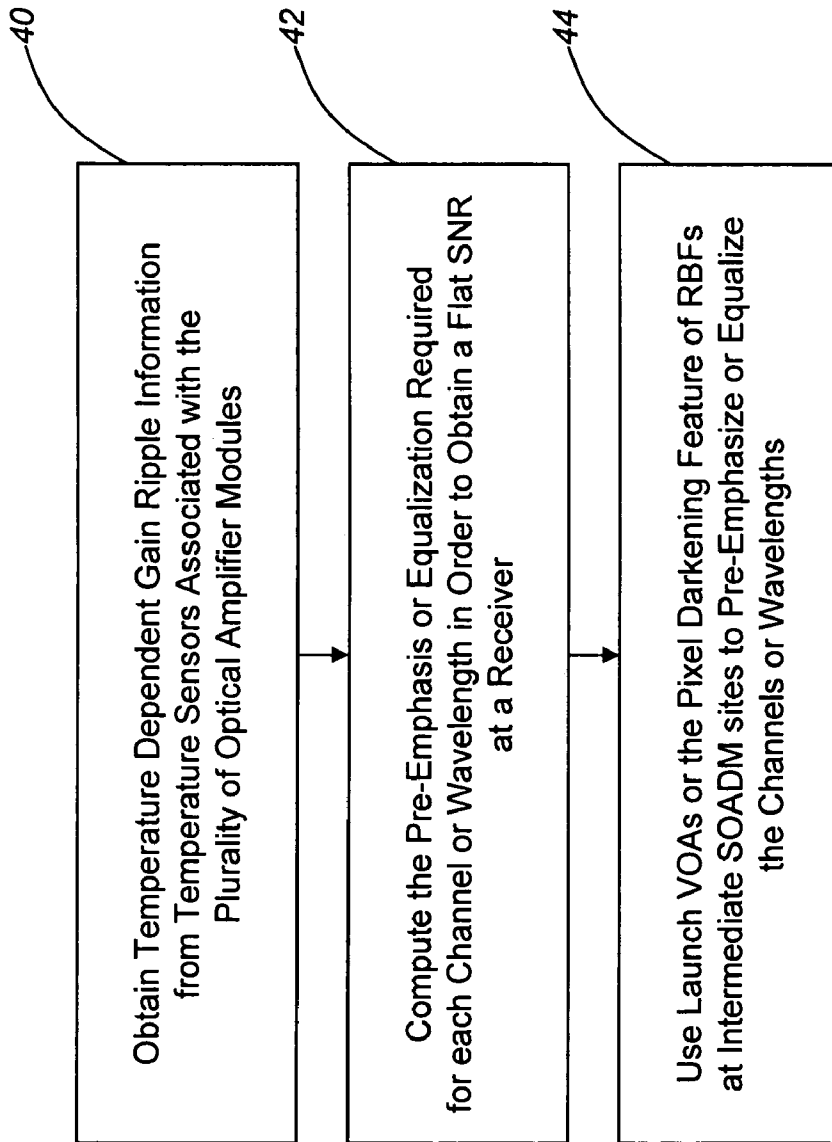 40
Obtain Temperature Dependent Gain Ripple Information
from Temperature Sensors Associated with the
Plurality of Optical Amplifier Modules
42
Compute the Pre-Emphasis or Equalization Required
for each Channel or Wavelength in Order to Obtain a Flat SNR
at a Receiver
44
Use Launch VOAs or the Pixel Darkening Feature of RBFs
at Intermediate SOADM sites to Pre-Emphasize or Equalize
the Channels or Wavelengths